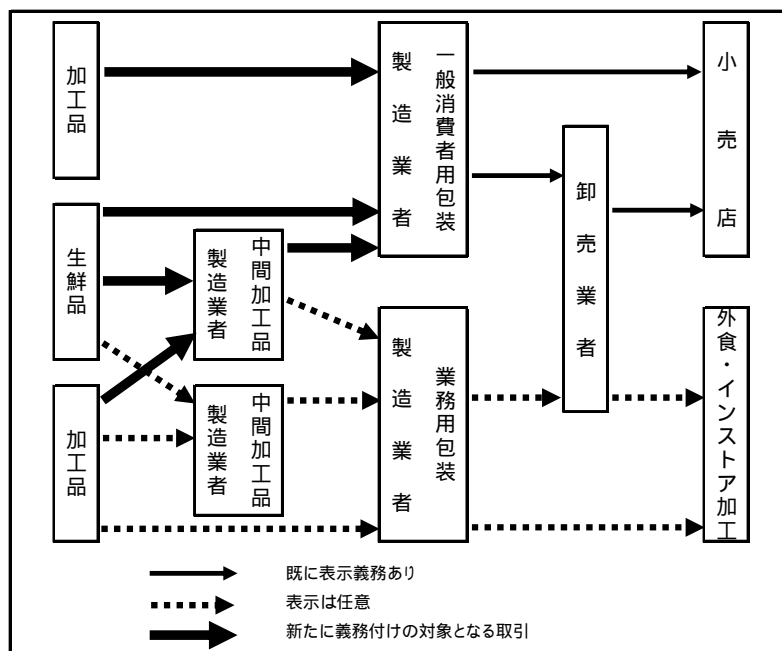 加工品
生鮮品
加工品
製造業者
中間加工品
製造業者
中間加工品
製造業者
一般消費者用包装
製造業者
業務用包装
卸売業者
小売店
外食・インストア加工
既に表示義務あり
表示は任意
新たに義務付けの対象となる取引